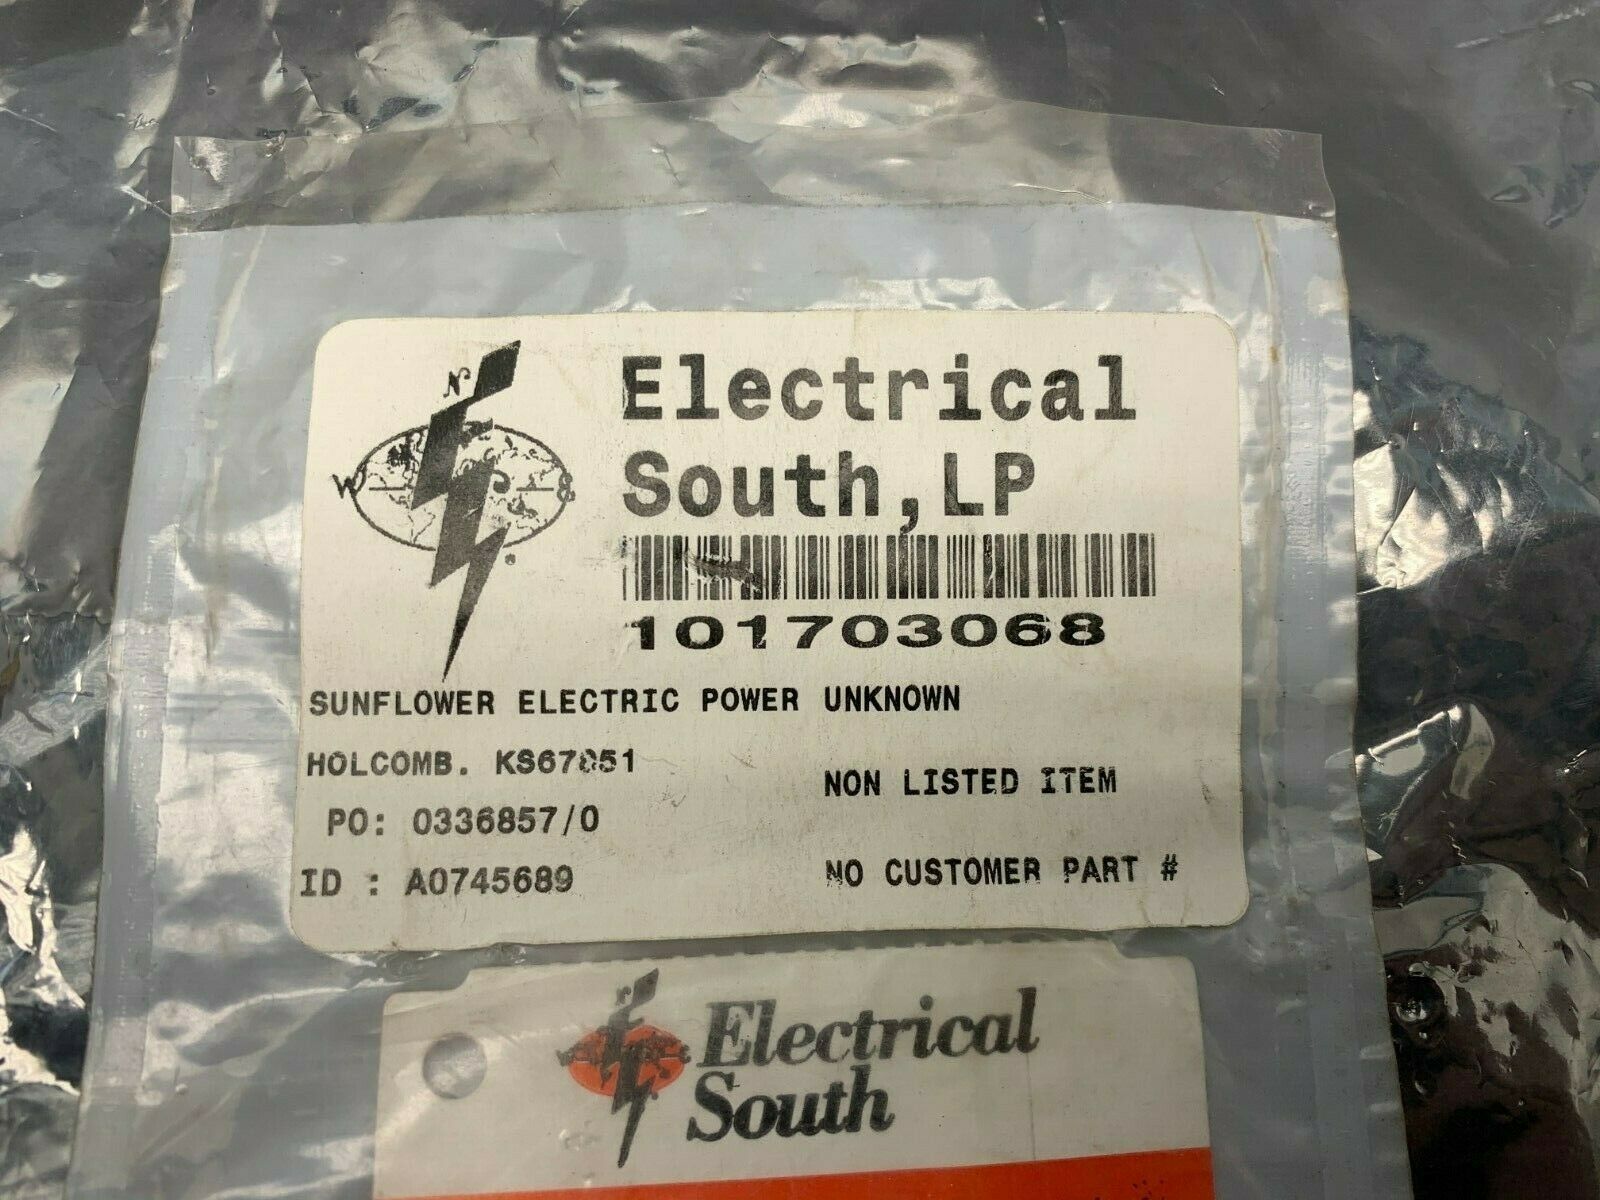 N
W
Electrical
South,LP
101703068
SUNFLOWER ELECTRIC POWER UNKNOWN
HOLCOMB. KS67851
NON LISTED ITEM
PO: 0336857/0
ID : A0745689
NO CUSTOMER PART #
Electrical
South